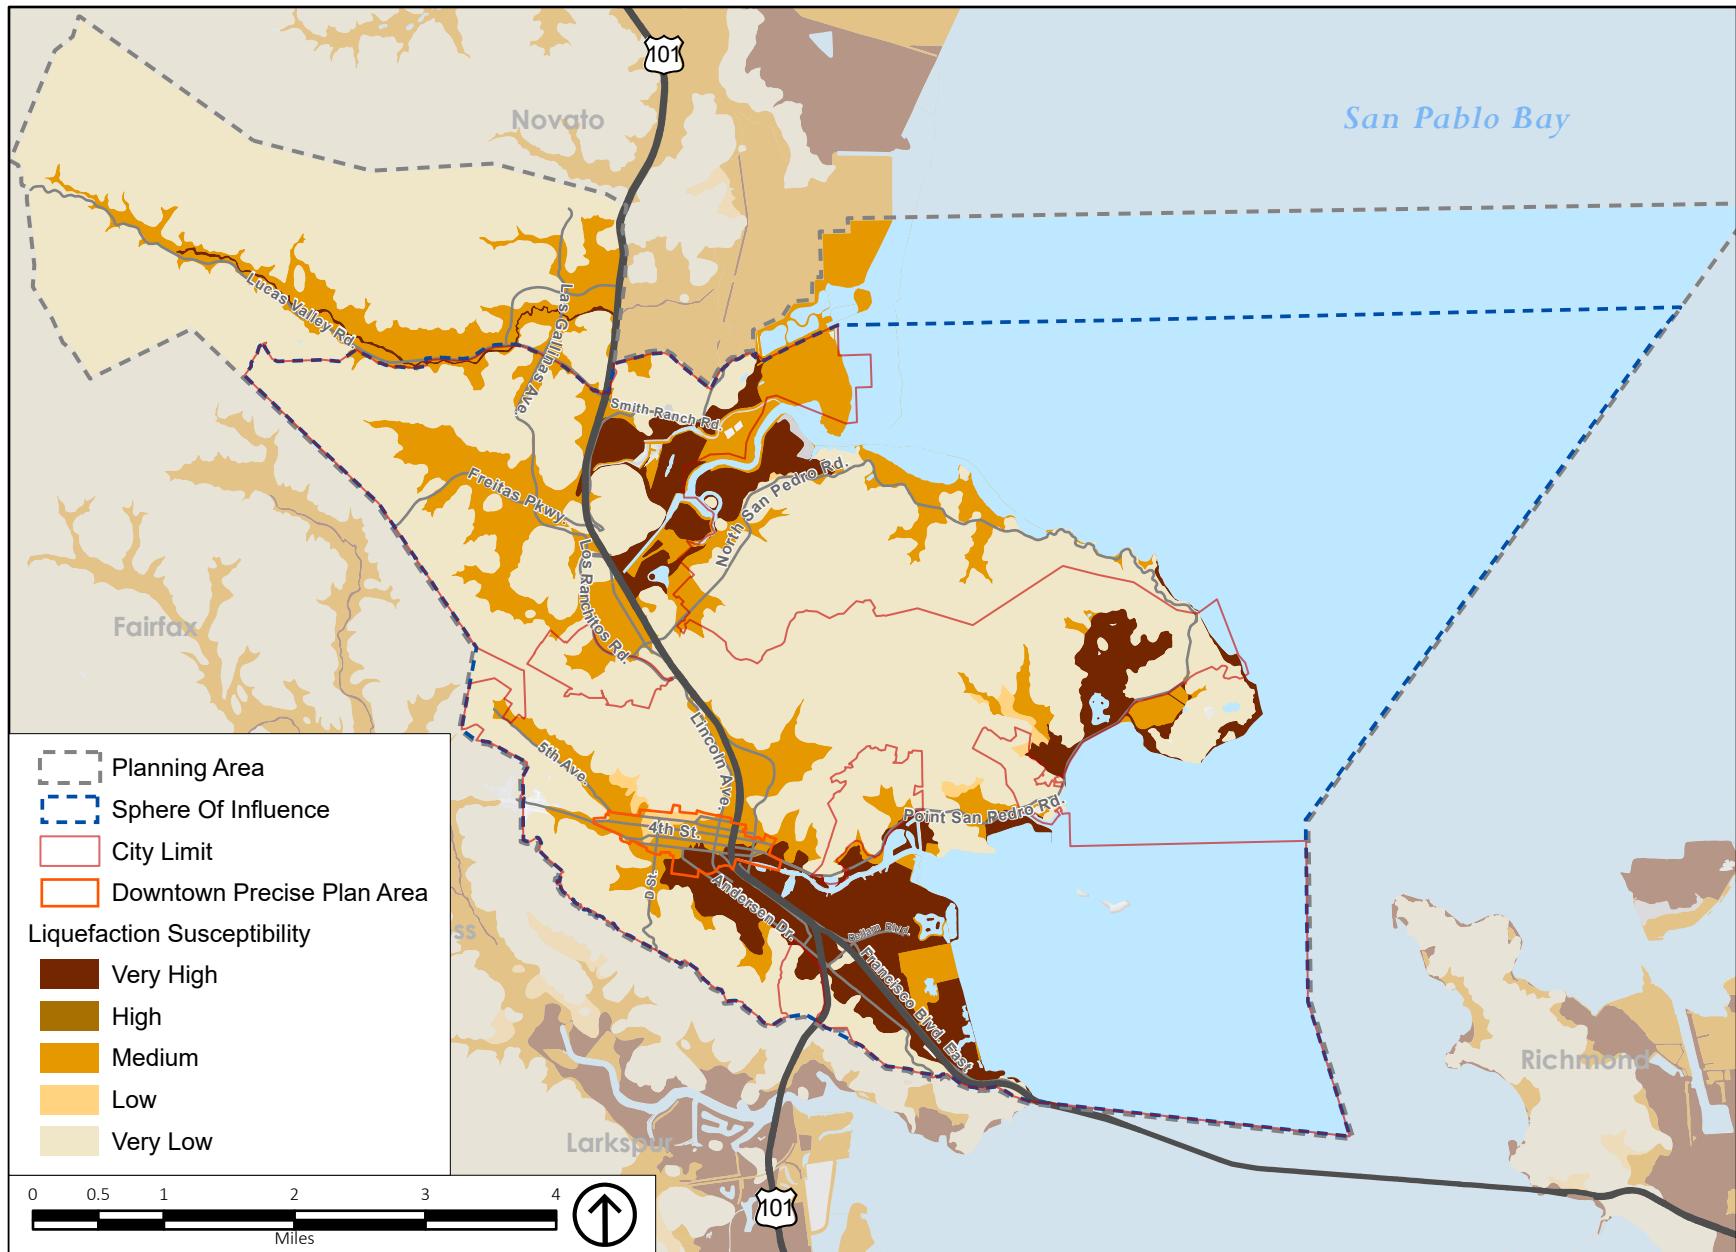 101
San Pablo Bay
Novato
Lucas Valley Rd.
Las Gallinas Ave.
Smith Ranch Rd.
Freitas Pkwy.
North San Pedro Rd.
Los Ranchitos Rd.
Fairfax
Lincoln Ave.
5th Ave.
4th St.
Point San Pedro Rd.
D St.
Andersen Dr.
Bellam Blvd.
Francisco Blvd. East
ss
Richmond
Larkspur
101
Planning Area
Sphere Of Influence
City Limit
Downtown Precise Plan Area
Liquefaction Susceptibility
Very High
High
Medium
Low
Very Low
0 0.5 1 2 3 4
Miles